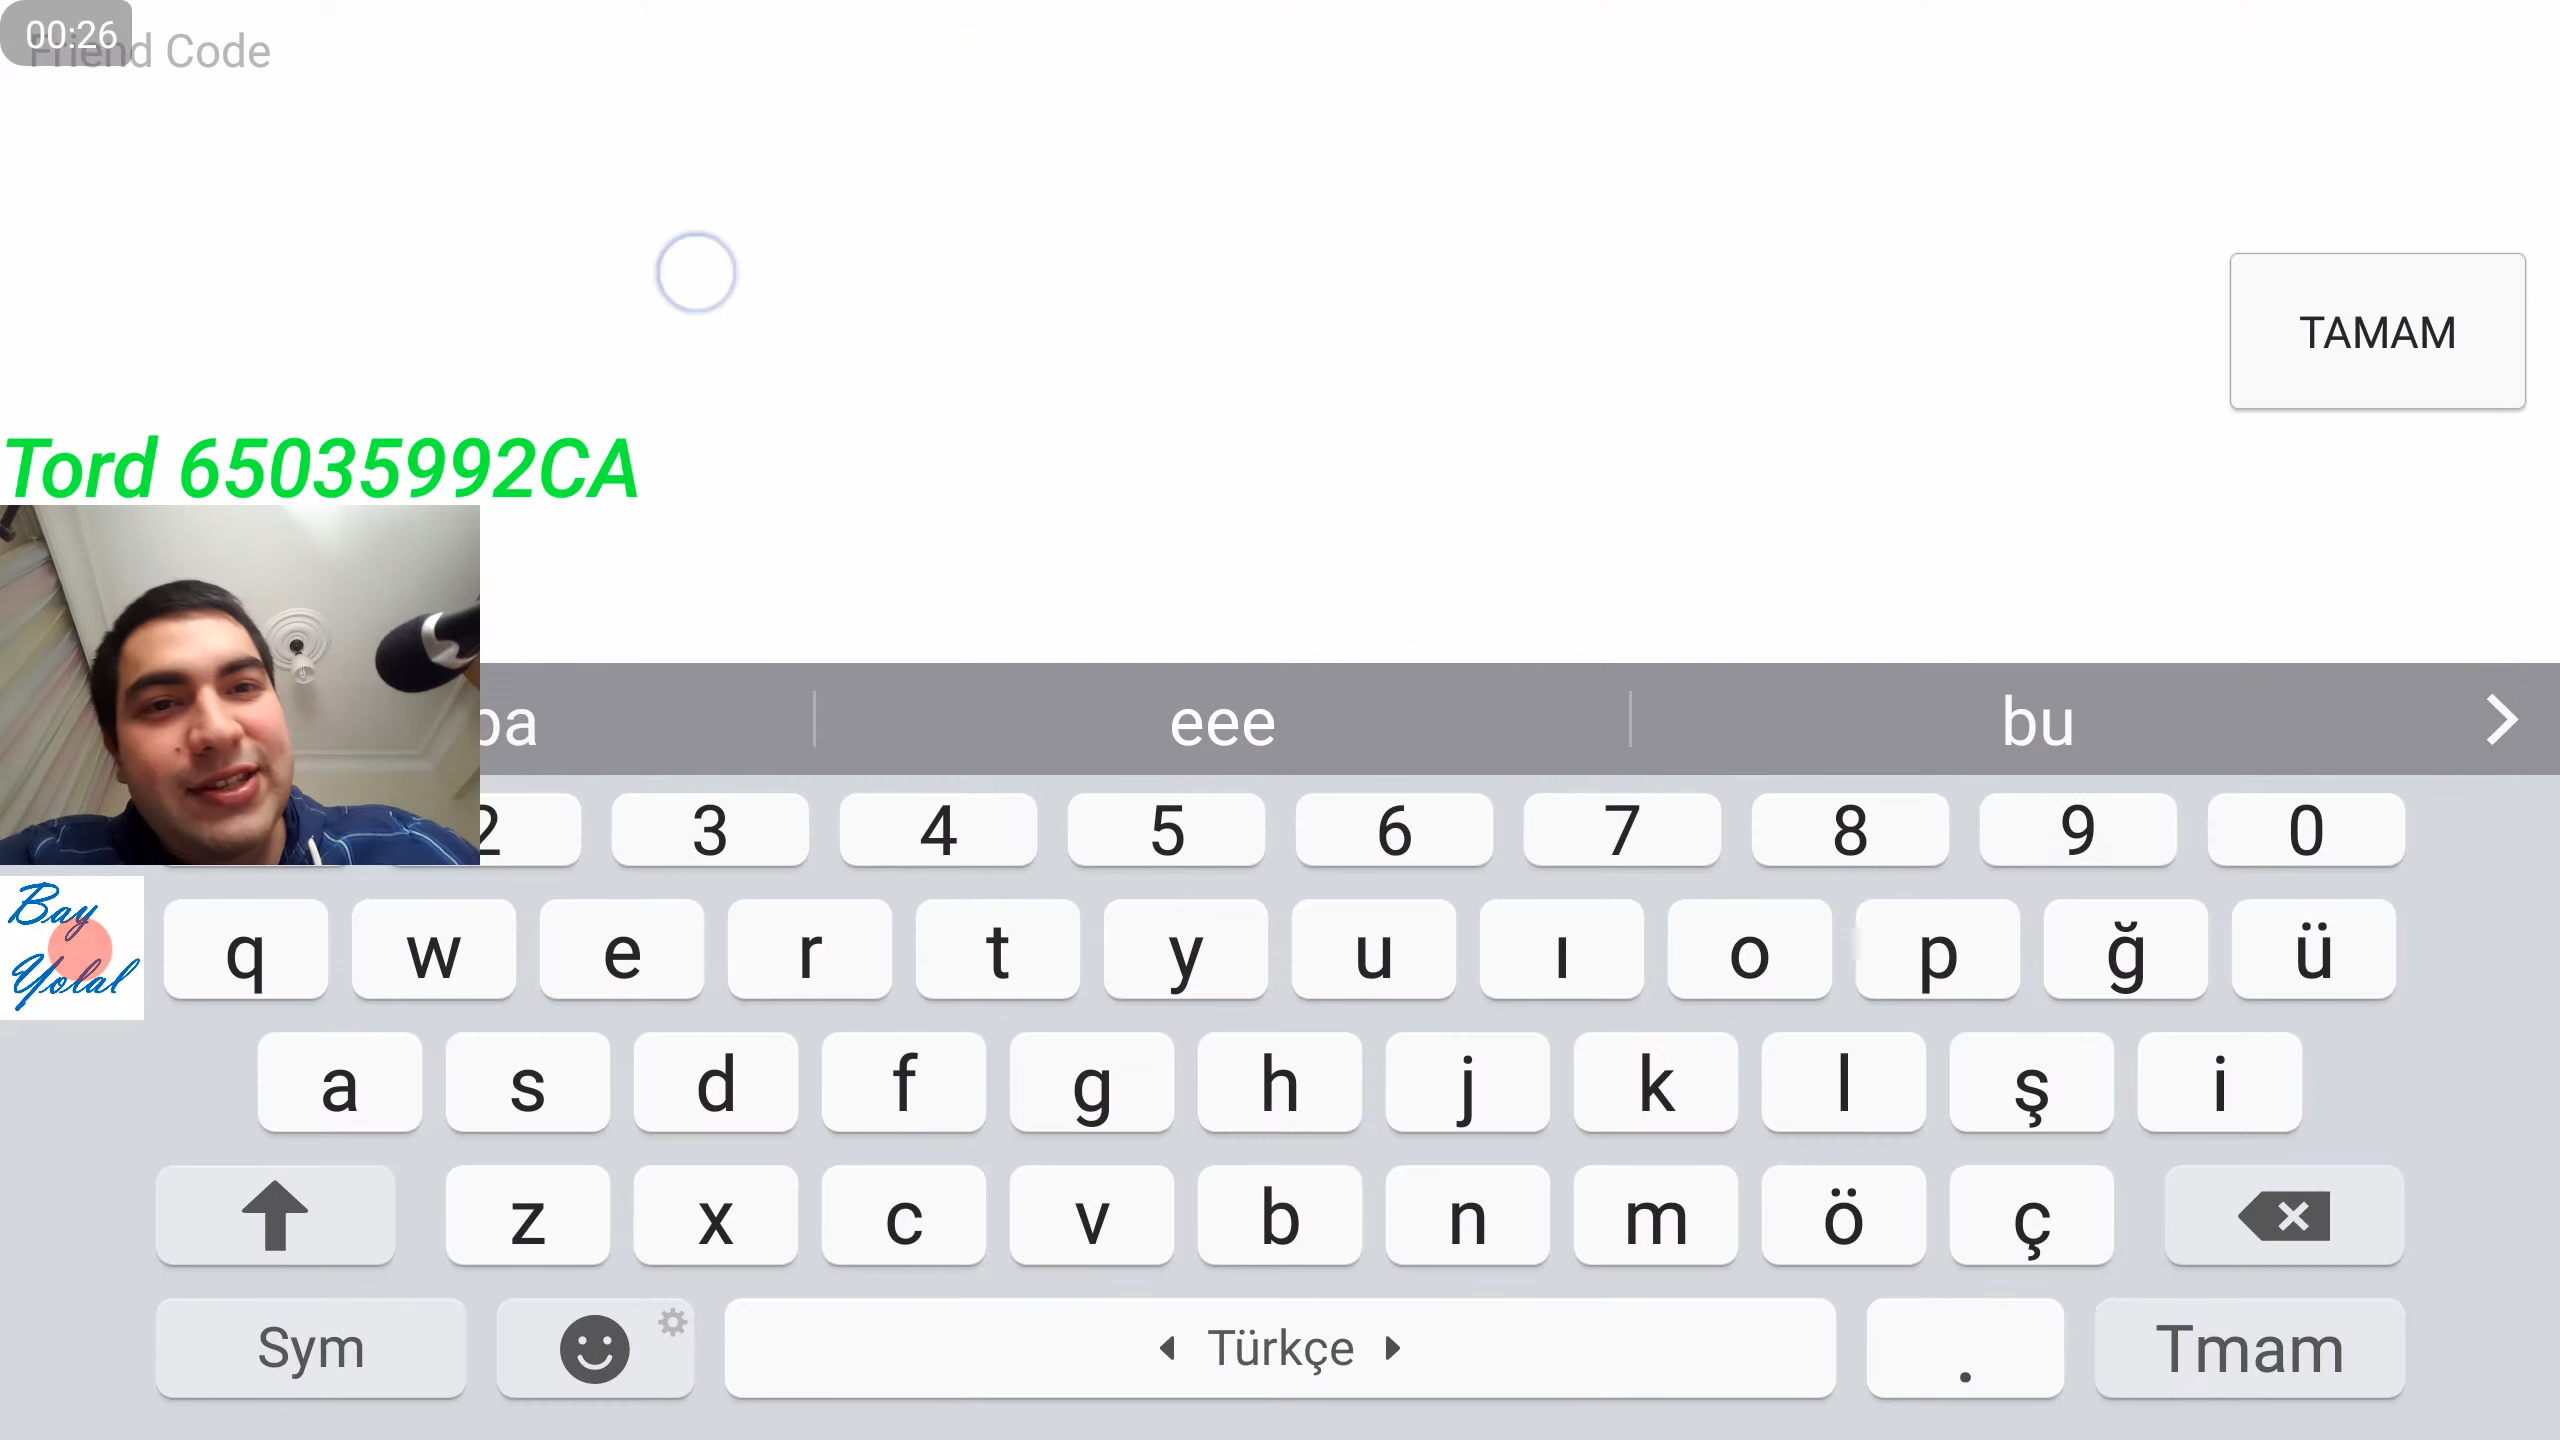 00:26
Friend Code
TAMAM
Tord 65035992CA
eee
bu
2 3 4 5 6 7 8 9 0
Bay
Yolal
q w e r t y u ı o p ğ ü
a s d f g h j k l ş i
z x c v b n m ö ç
Sym
Türkçe
.
Tmam